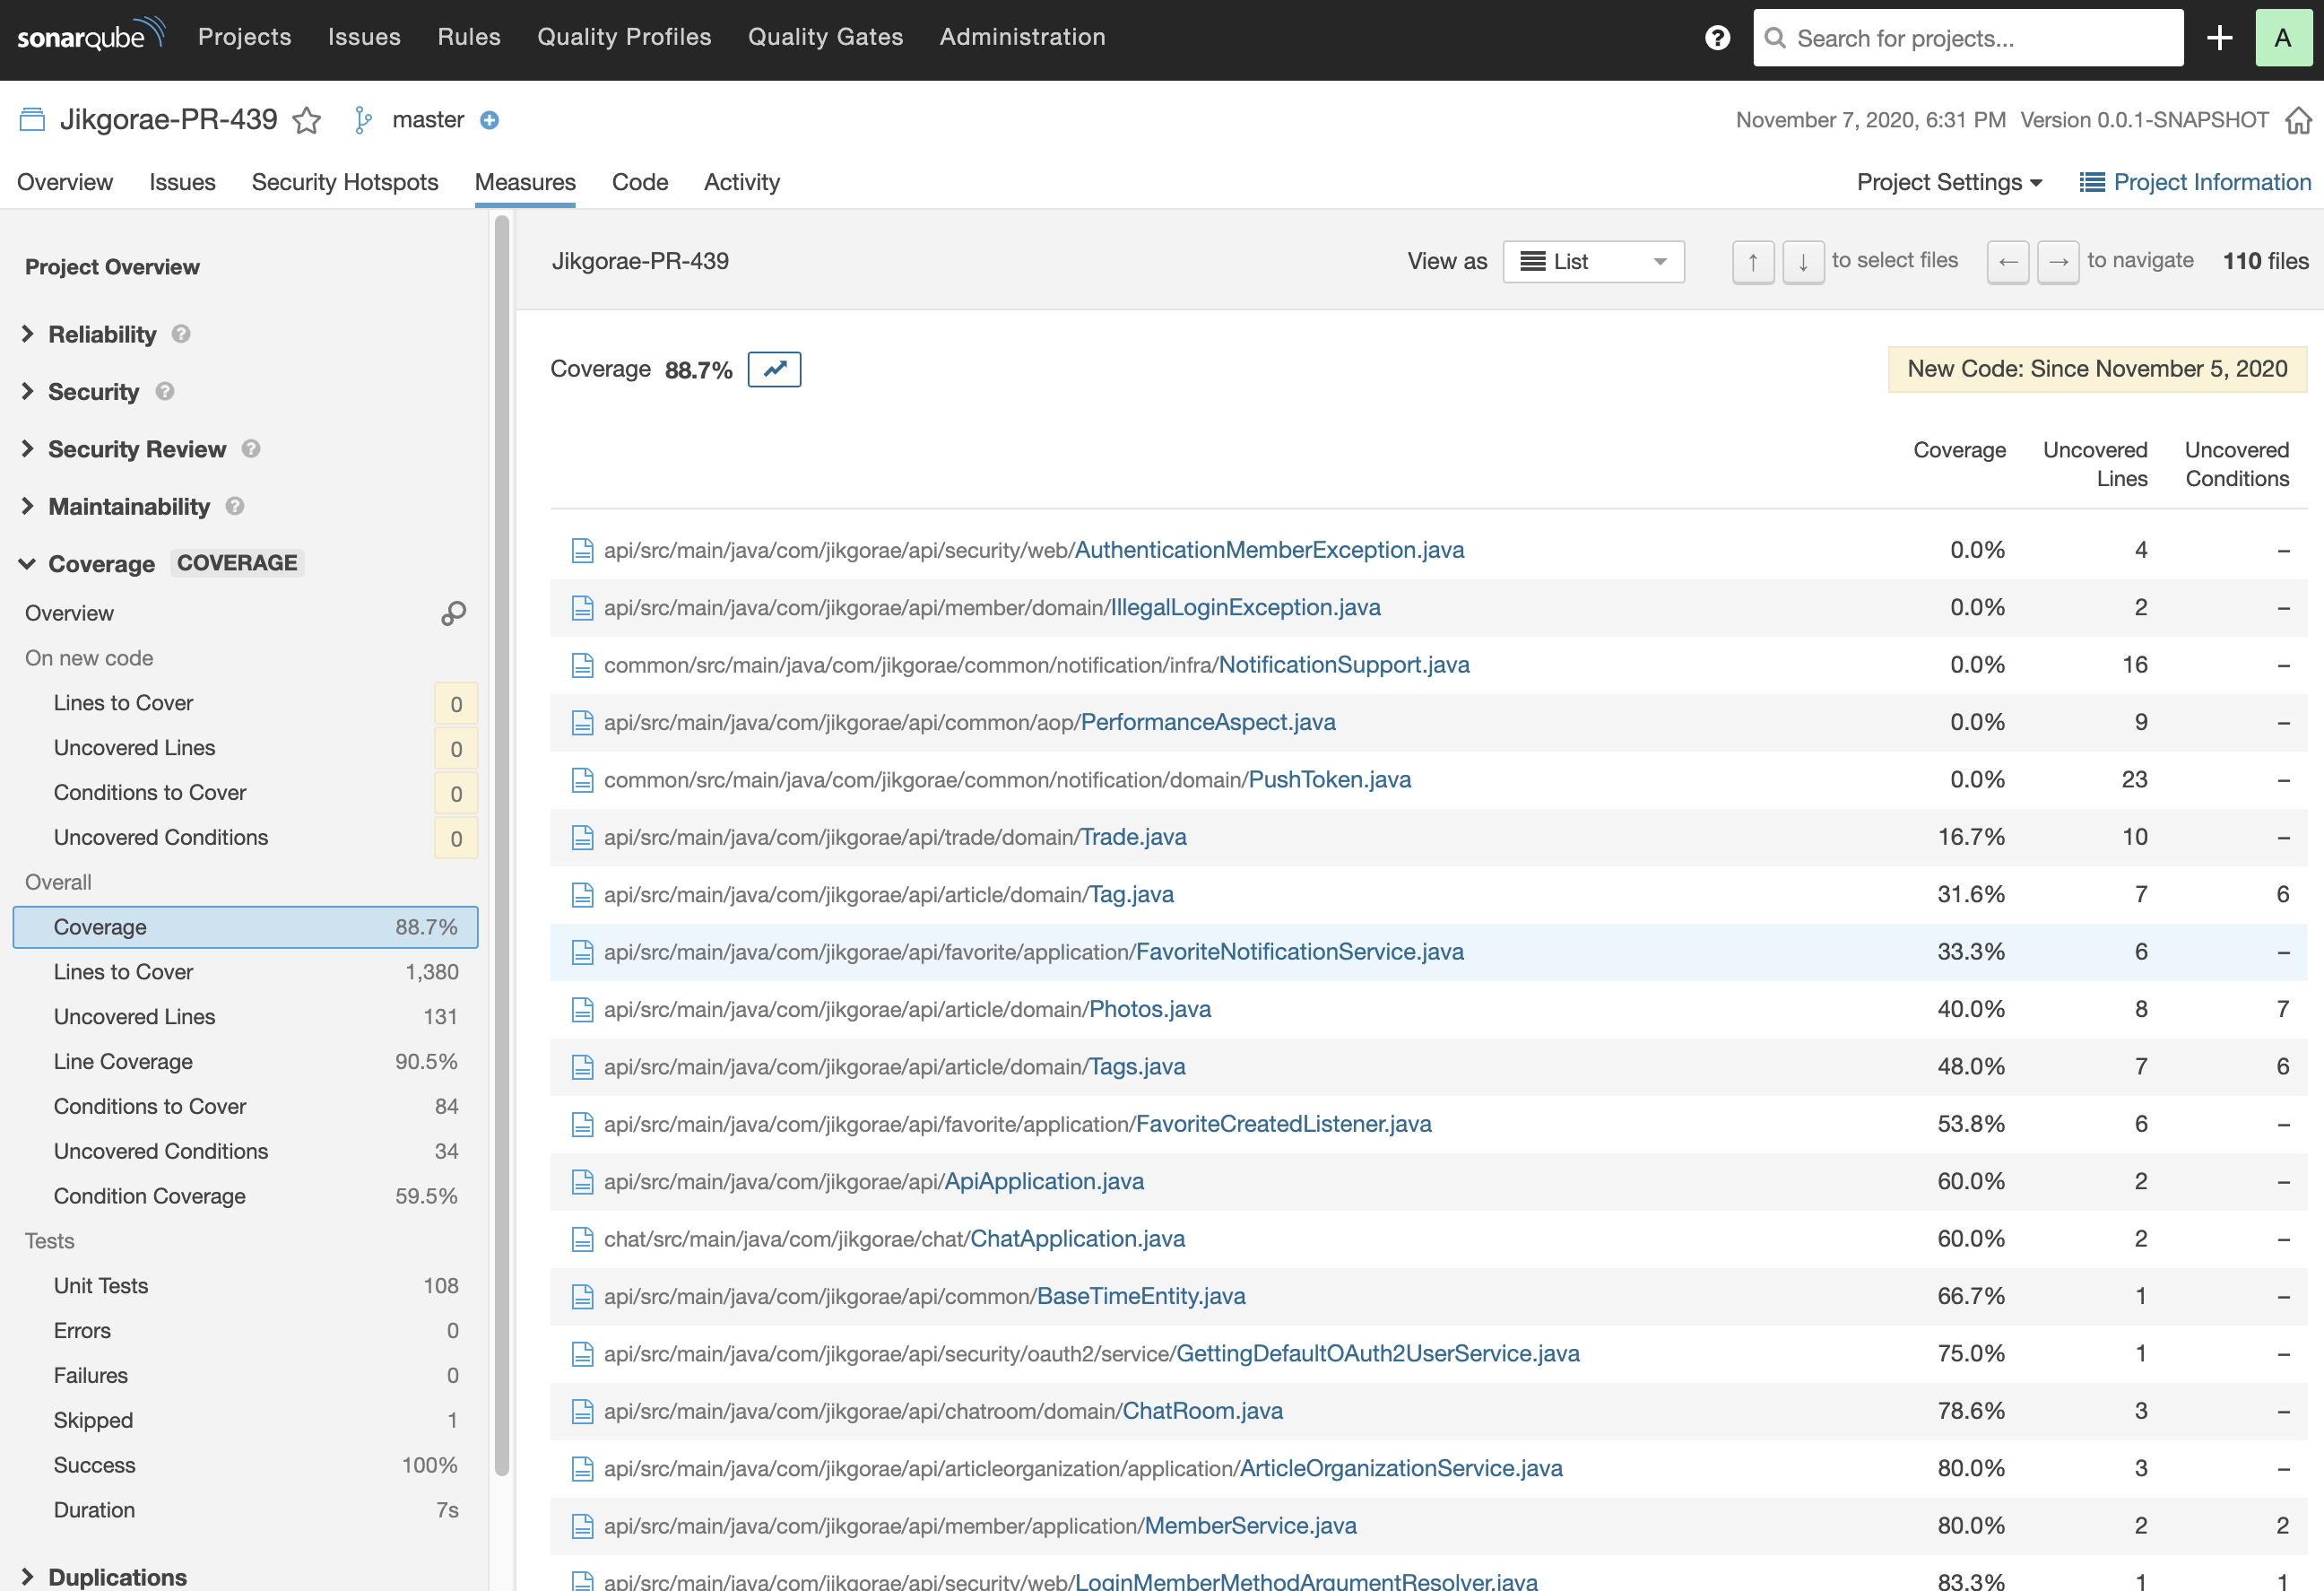 sonarqube Projects Issues Rules Quality Profiles Quality Gates Administration ? Search for projects... + A
Jikgorae-PR-439 master November 7, 2020, 6:31 PM Version 0.0.1-SNAPSHOT
Overview Issues Security Hotspots Measures Code Activity Project Settings Project Information
Project Overview
Reliability ?
Security ?
Security Review ?
Maintainability ?
Coverage COVERAGE
Overview
On new code
Lines to Cover 0
Uncovered Lines 0
Conditions to Cover 0
Uncovered Conditions 0
Overall
Coverage 88.7%
Lines to Cover 1,380
Uncovered Lines 131
Line Coverage 90.5%
Conditions to Cover 84
Uncovered Conditions 34
Condition Coverage 59.5%
Tests
Unit Tests 108
Errors 0
Failures 0
Skipped 1
Success 100%
Duration 7s
Duplications
Jikgorae-PR-439 View as List ↑ ↓ to select files ← → to navigate 110 files
Coverage 88.7% New Code: Since November 5, 2020
Coverage Uncovered Uncovered
Lines Conditions
api/src/main/java/com/jikgorae/api/security/web/AuthenticationMemberException.java 0.0% 4 –
api/src/main/java/com/jikgorae/api/member/domain/IllegalLoginException.java 0.0% 2 –
common/src/main/java/com/jikgorae/common/notification/infra/NotificationSupport.java 0.0% 16 –
api/src/main/java/com/jikgorae/api/common/aop/PerformanceAspect.java 0.0% 9 –
common/src/main/java/com/jikgorae/common/notification/domain/PushToken.java 0.0% 23 –
api/src/main/java/com/jikgorae/api/trade/domain/Trade.java 16.7% 10 –
api/src/main/java/com/jikgorae/api/article/domain/Tag.java 31.6% 7 6
api/src/main/java/com/jikgorae/api/favorite/application/FavoriteNotificationService.java 33.3% 6 –
api/src/main/java/com/jikgorae/api/article/domain/Photos.java 40.0% 8 7
api/src/main/java/com/jikgorae/api/article/domain/Tags.java 48.0% 7 6
api/src/main/java/com/jikgorae/api/favorite/application/FavoriteCreatedListener.java 53.8% 6 –
api/src/main/java/com/jikgorae/api/ApiApplication.java 60.0% 2 –
chat/src/main/java/com/jikgorae/chat/ChatApplication.java 60.0% 2 –
api/src/main/java/com/jikgorae/api/common/BaseTimeEntity.java 66.7% 1 –
api/src/main/java/com/jikgorae/api/security/oauth2/service/GettingDefaultOAuth2UserService.java 75.0% 1 –
api/src/main/java/com/jikgorae/api/chatroom/domain/ChatRoom.java 78.6% 3 –
api/src/main/java/com/jikgorae/api/articleorganization/application/ArticleOrganizationService.java 80.0% 3 –
api/src/main/java/com/jikgorae/api/member/application/MemberService.java 80.0% 2 2
api/src/main/java/com/jikgorae/api/security/web/LoginMemberMethodArgumentResolver.java 83.3% 1 1